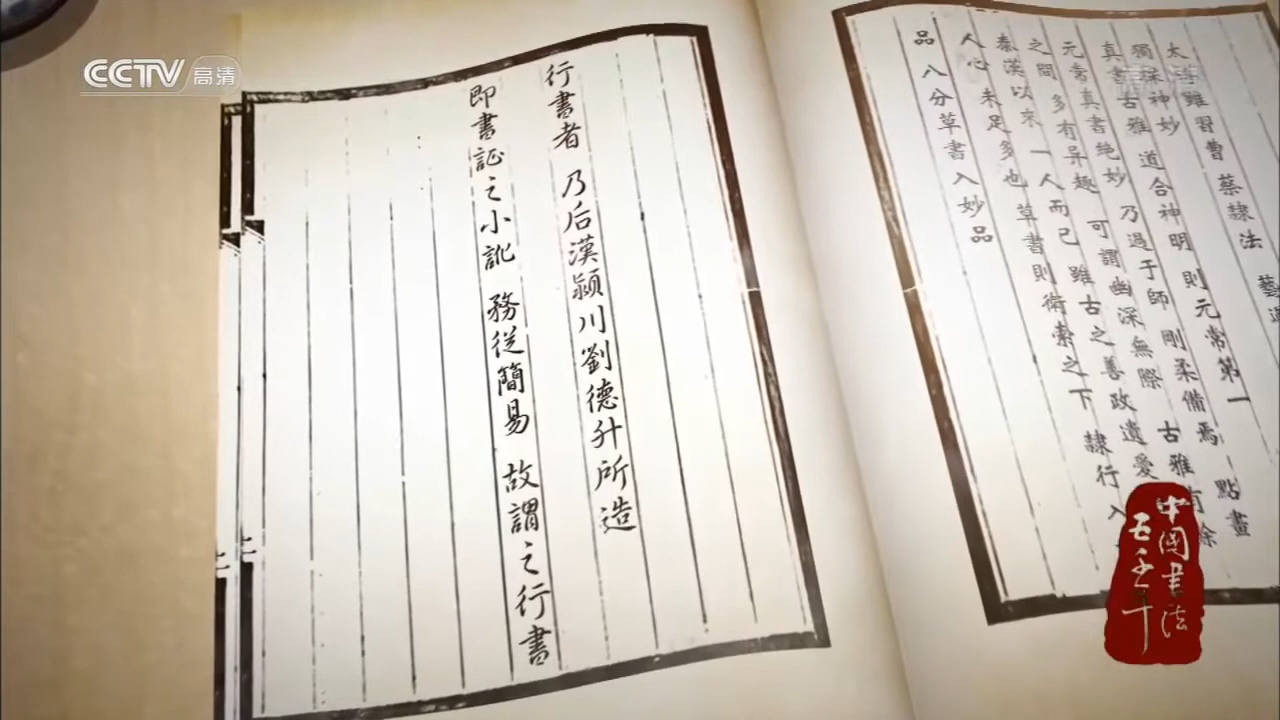 CCTV高清
太雖習曹蔡隸法 藝過
獨探神妙
真書古雅 道合神明 則元常第一
元常真書絕妙 乃過于師 剛柔備焉 點畫
之間 多有异趣 可謂幽深無際 古雅有餘
秦漢以來 一人而已 雖古之善政遺愛
人心 未足多也 草書則衛索之下 隸行入
品 八分草書入妙品
行書者 乃后漢潁川劉德升所造
即書証之小訛 務從簡易 故謂之行書
中國書法
五千年